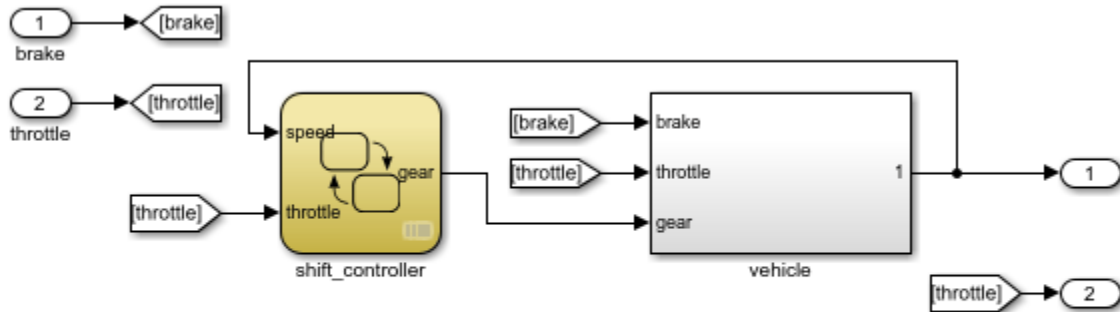 1
[brake]
brake
2
[throttle]
throttle
speed
gear
throttle
[throttle]
shift_controller
[brake]
[throttle]
brake
throttle
gear
1
vehicle
1
[throttle]
2